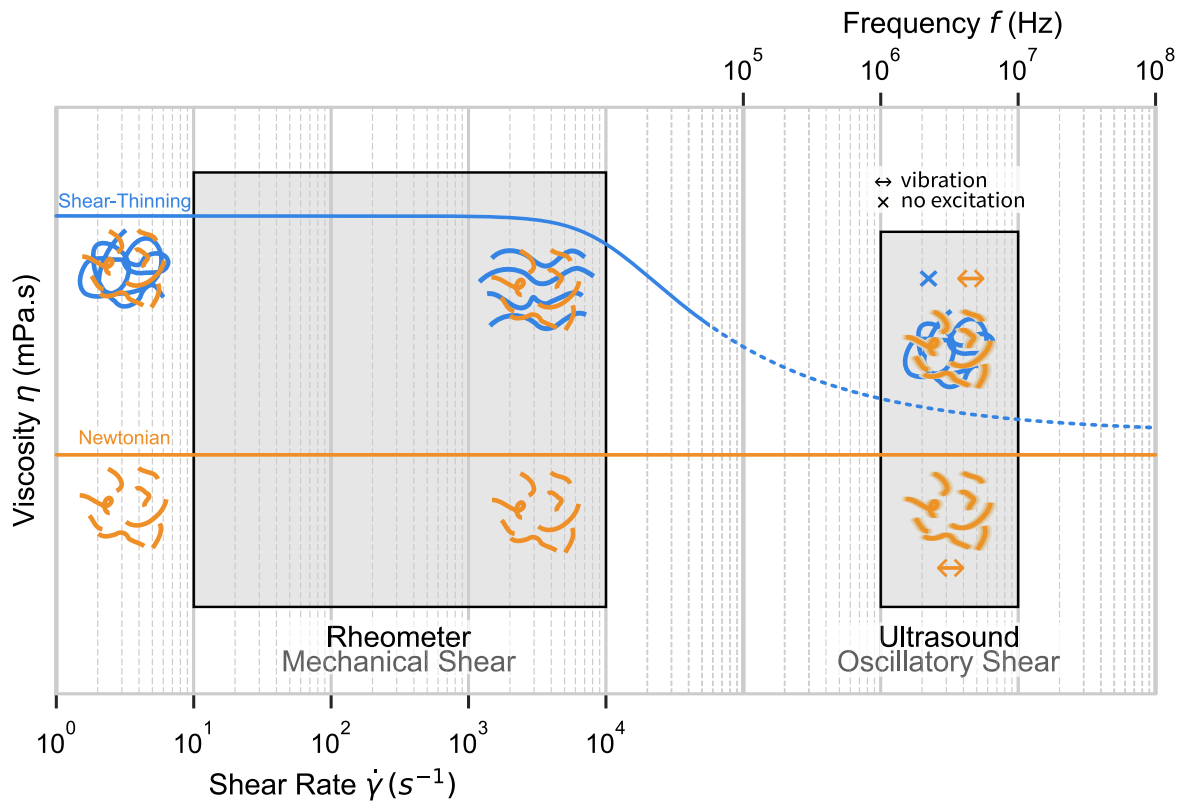 Frequency f (Hz)
10^5 10^6 10^7 10^8
↔ vibration
× no excitation
Shear-Thinning
Viscosity η (mPa.s)
Newtonian
Rheometer
Mechanical Shear
Ultrasound
Oscillatory Shear
10^0 10^1 10^2 10^3 10^4
Shear Rate γ̇ (s^−1)